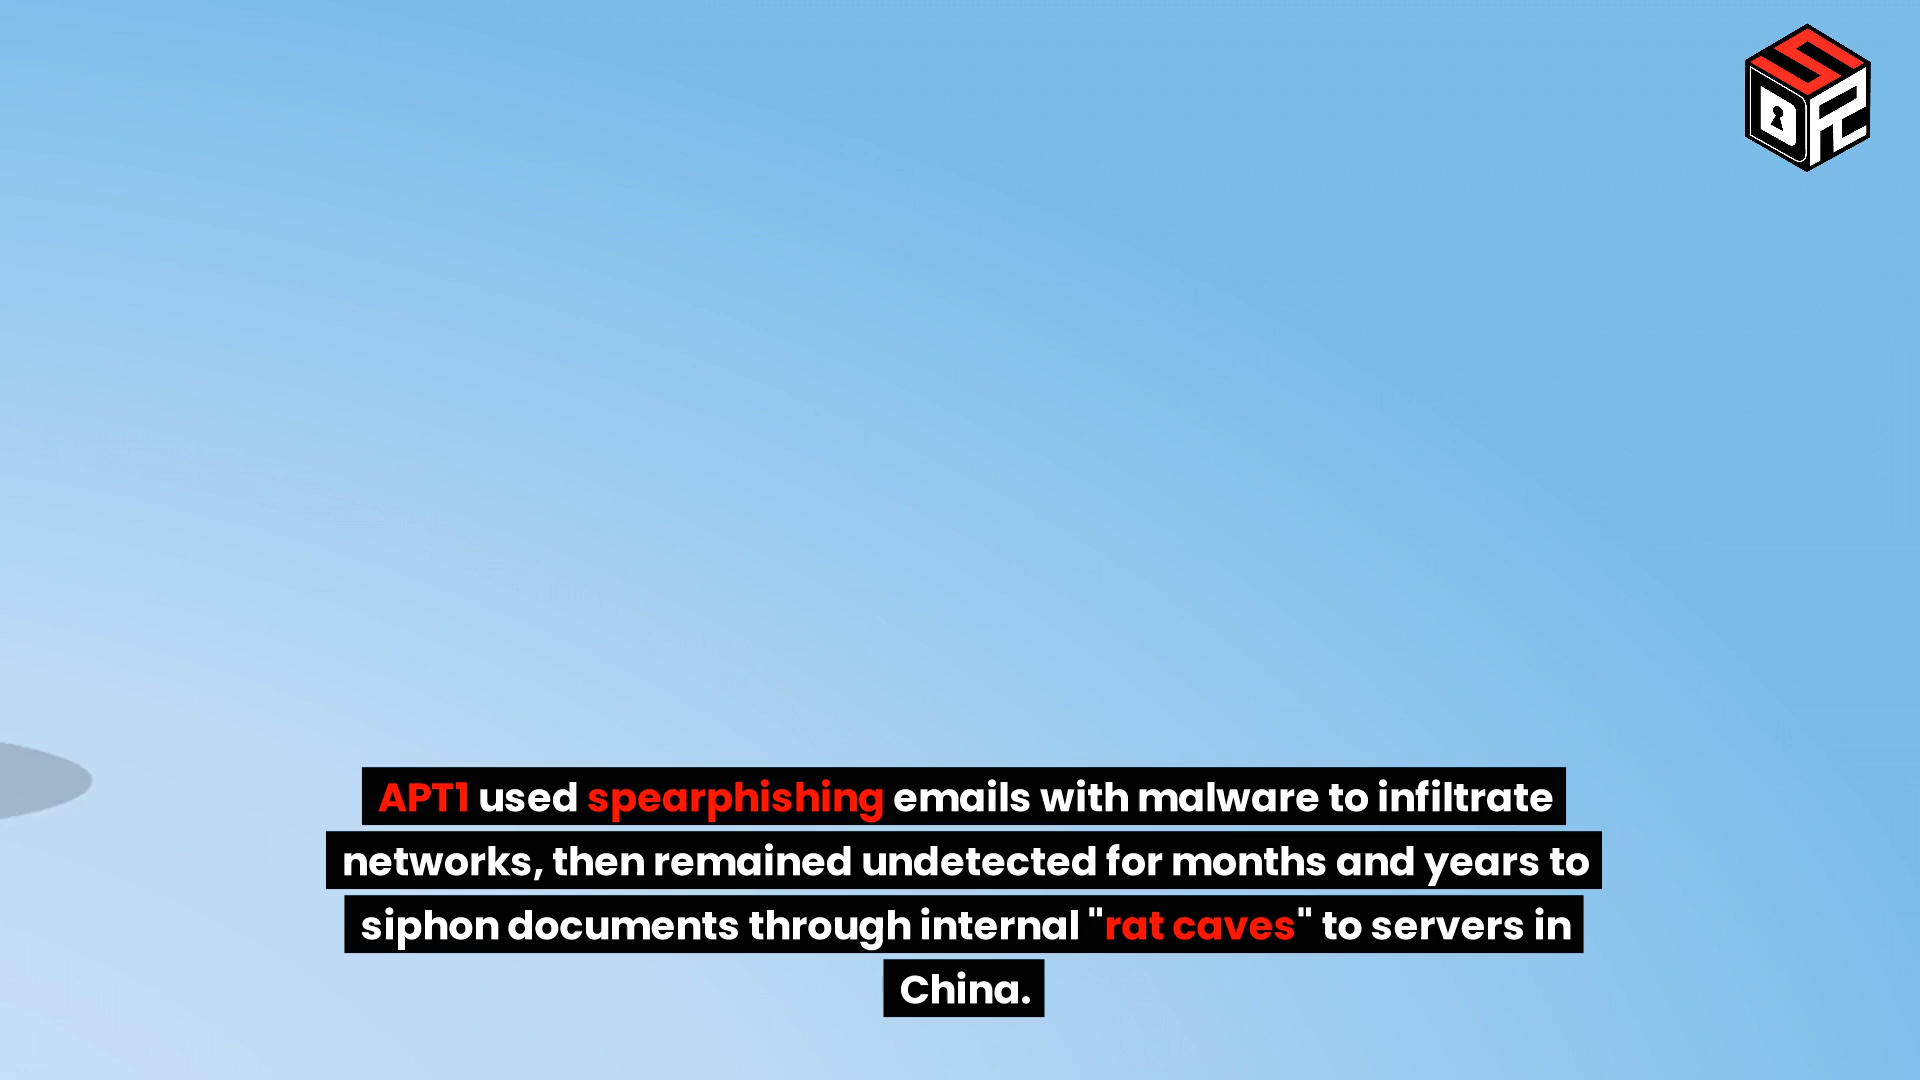 APT1 used spearphishing emails with malware to infiltrate
networks, then remained undetected for months and years to
siphon documents through internal "rat caves" to servers in
China.